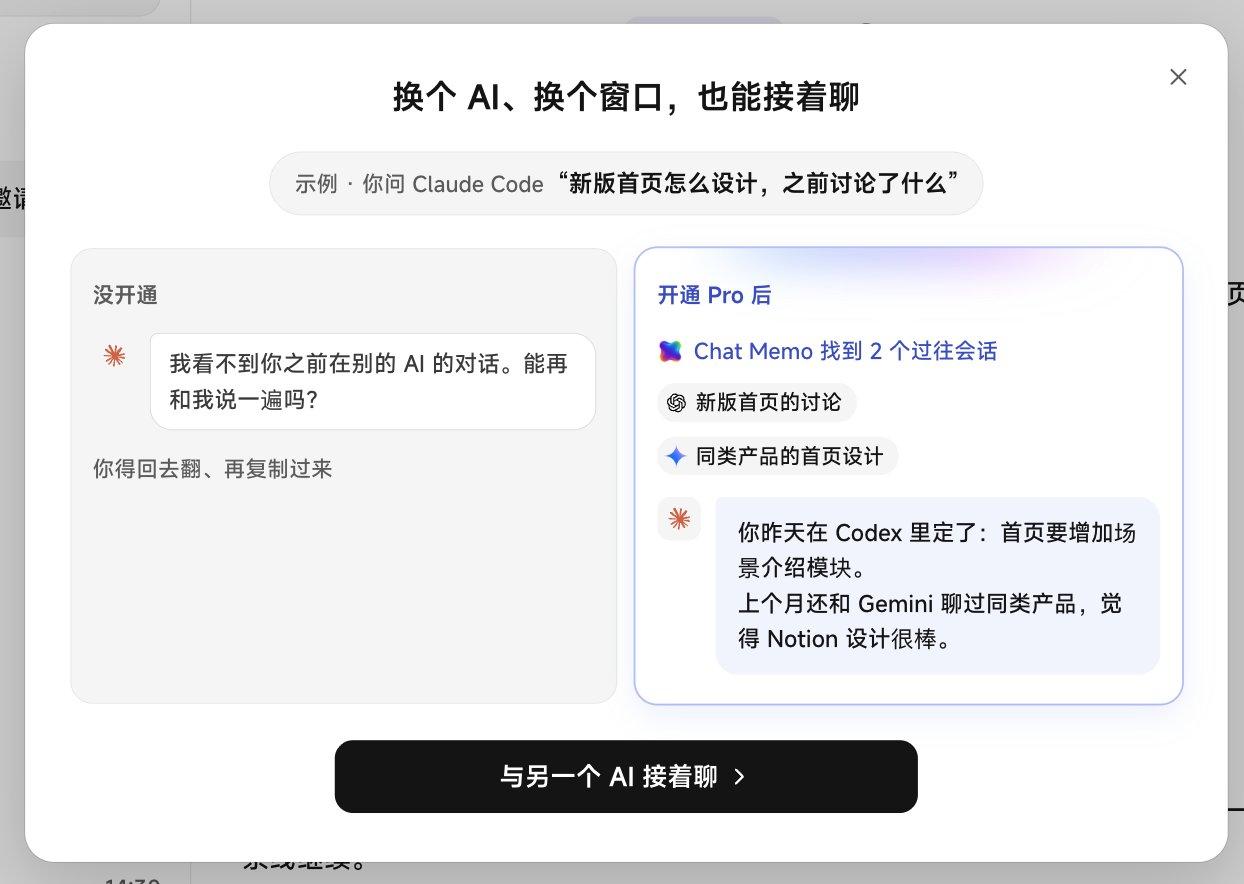 换个 AI、换个窗口，也能接着聊
示例 · 你问 Claude Code “新版首页怎么设计，之前讨论了什么”
没开通
我看不到你之前在别的 AI 的对话。能再
和我说一遍吗？
你得回去翻、再复制过来
开通 Pro 后
Chat Memo 找到 2 个过往会话
新版首页的讨论
同类产品的首页设计
你昨天在 Codex 里定了：首页要增加场
景介绍模块。
上个月还和 Gemini 聊过同类产品，觉
得 Notion 设计很棒。
与另一个 AI 接着聊
邀请
页